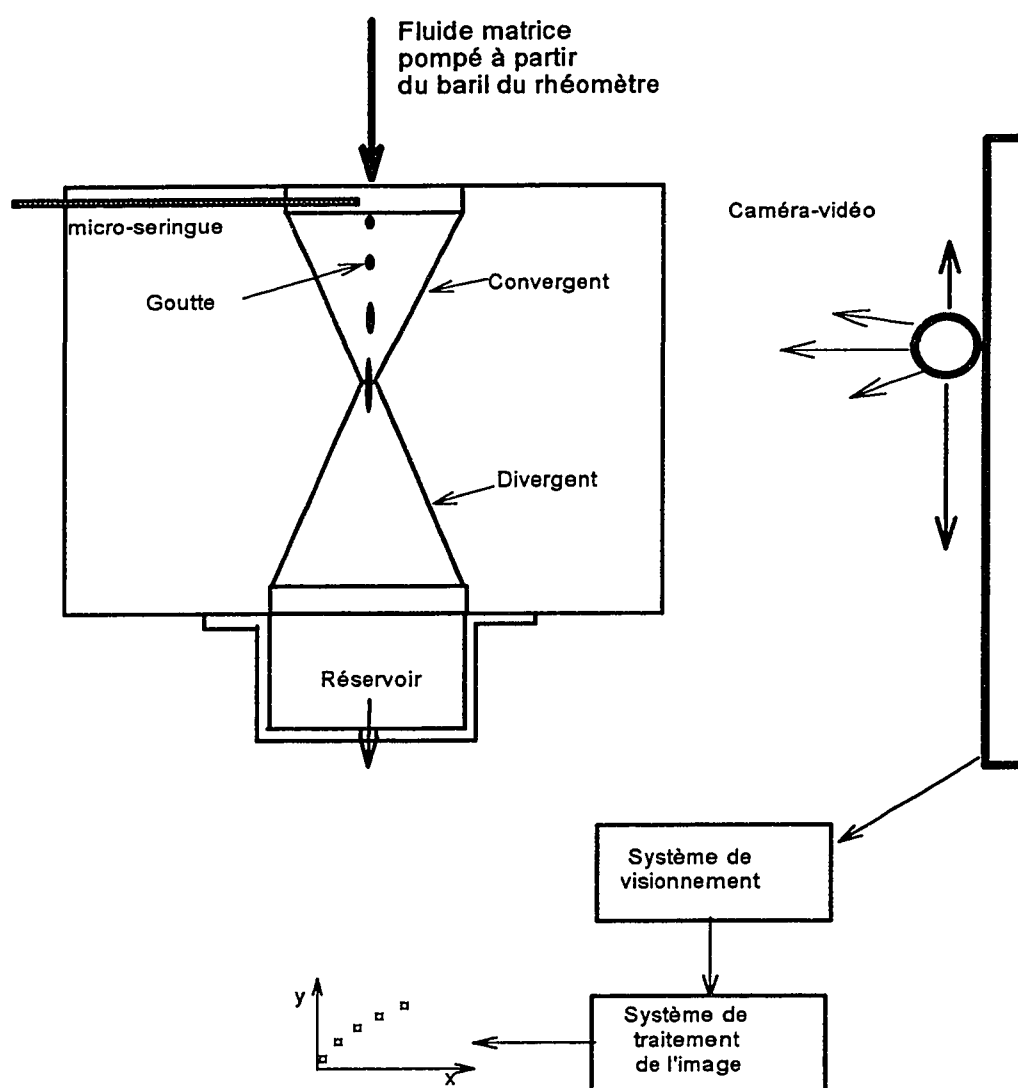 Fluide matrice
pompé à partir
du baril du rhéomètre
micro-seringue
Caméra-vidéo
Goutte
Convergent
Divergent
Réservoir
Système de
visionnement
y
x
Système de
traitement
de l'image